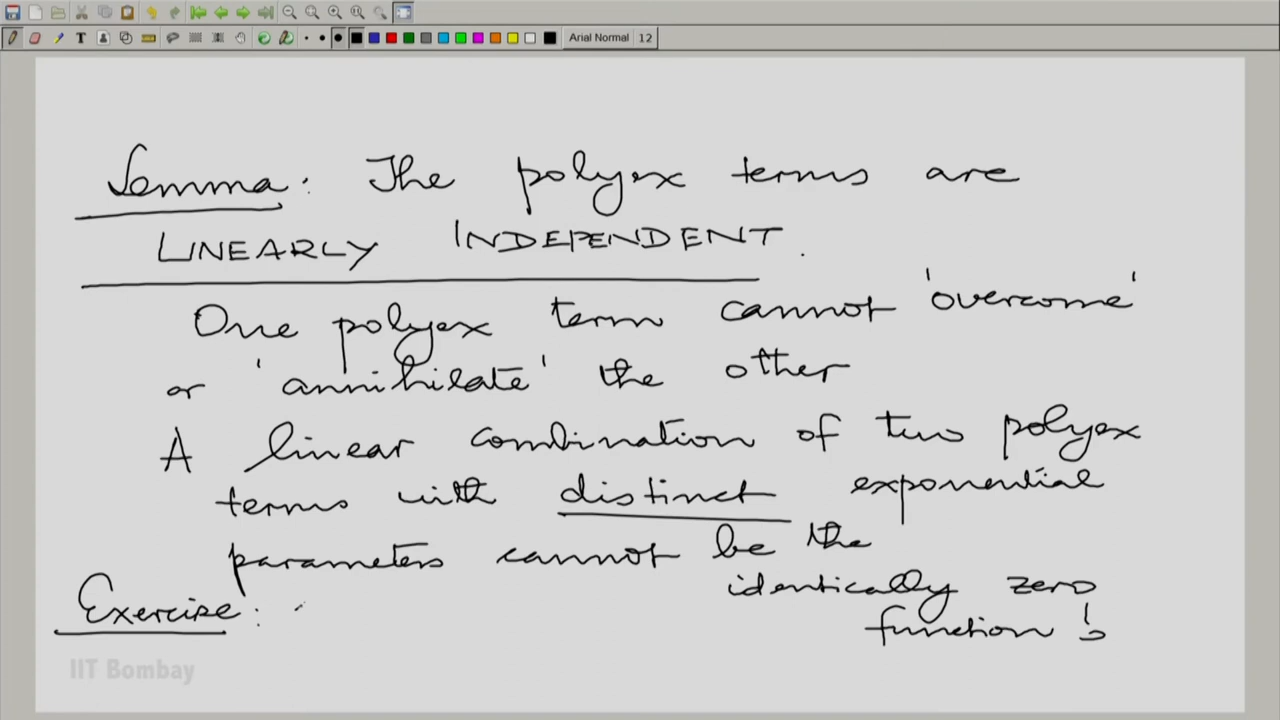 Arial Normal 12
Lemma: The polyex terms are
LINEARLY INDEPENDENT.
One polyex term cannot 'overcome'
or 'annihilate' the other
A linear combination of two polyex
terms with distinct exponential
parameters cannot be the
identically zero
function!
Exercise:
IIT Bombay